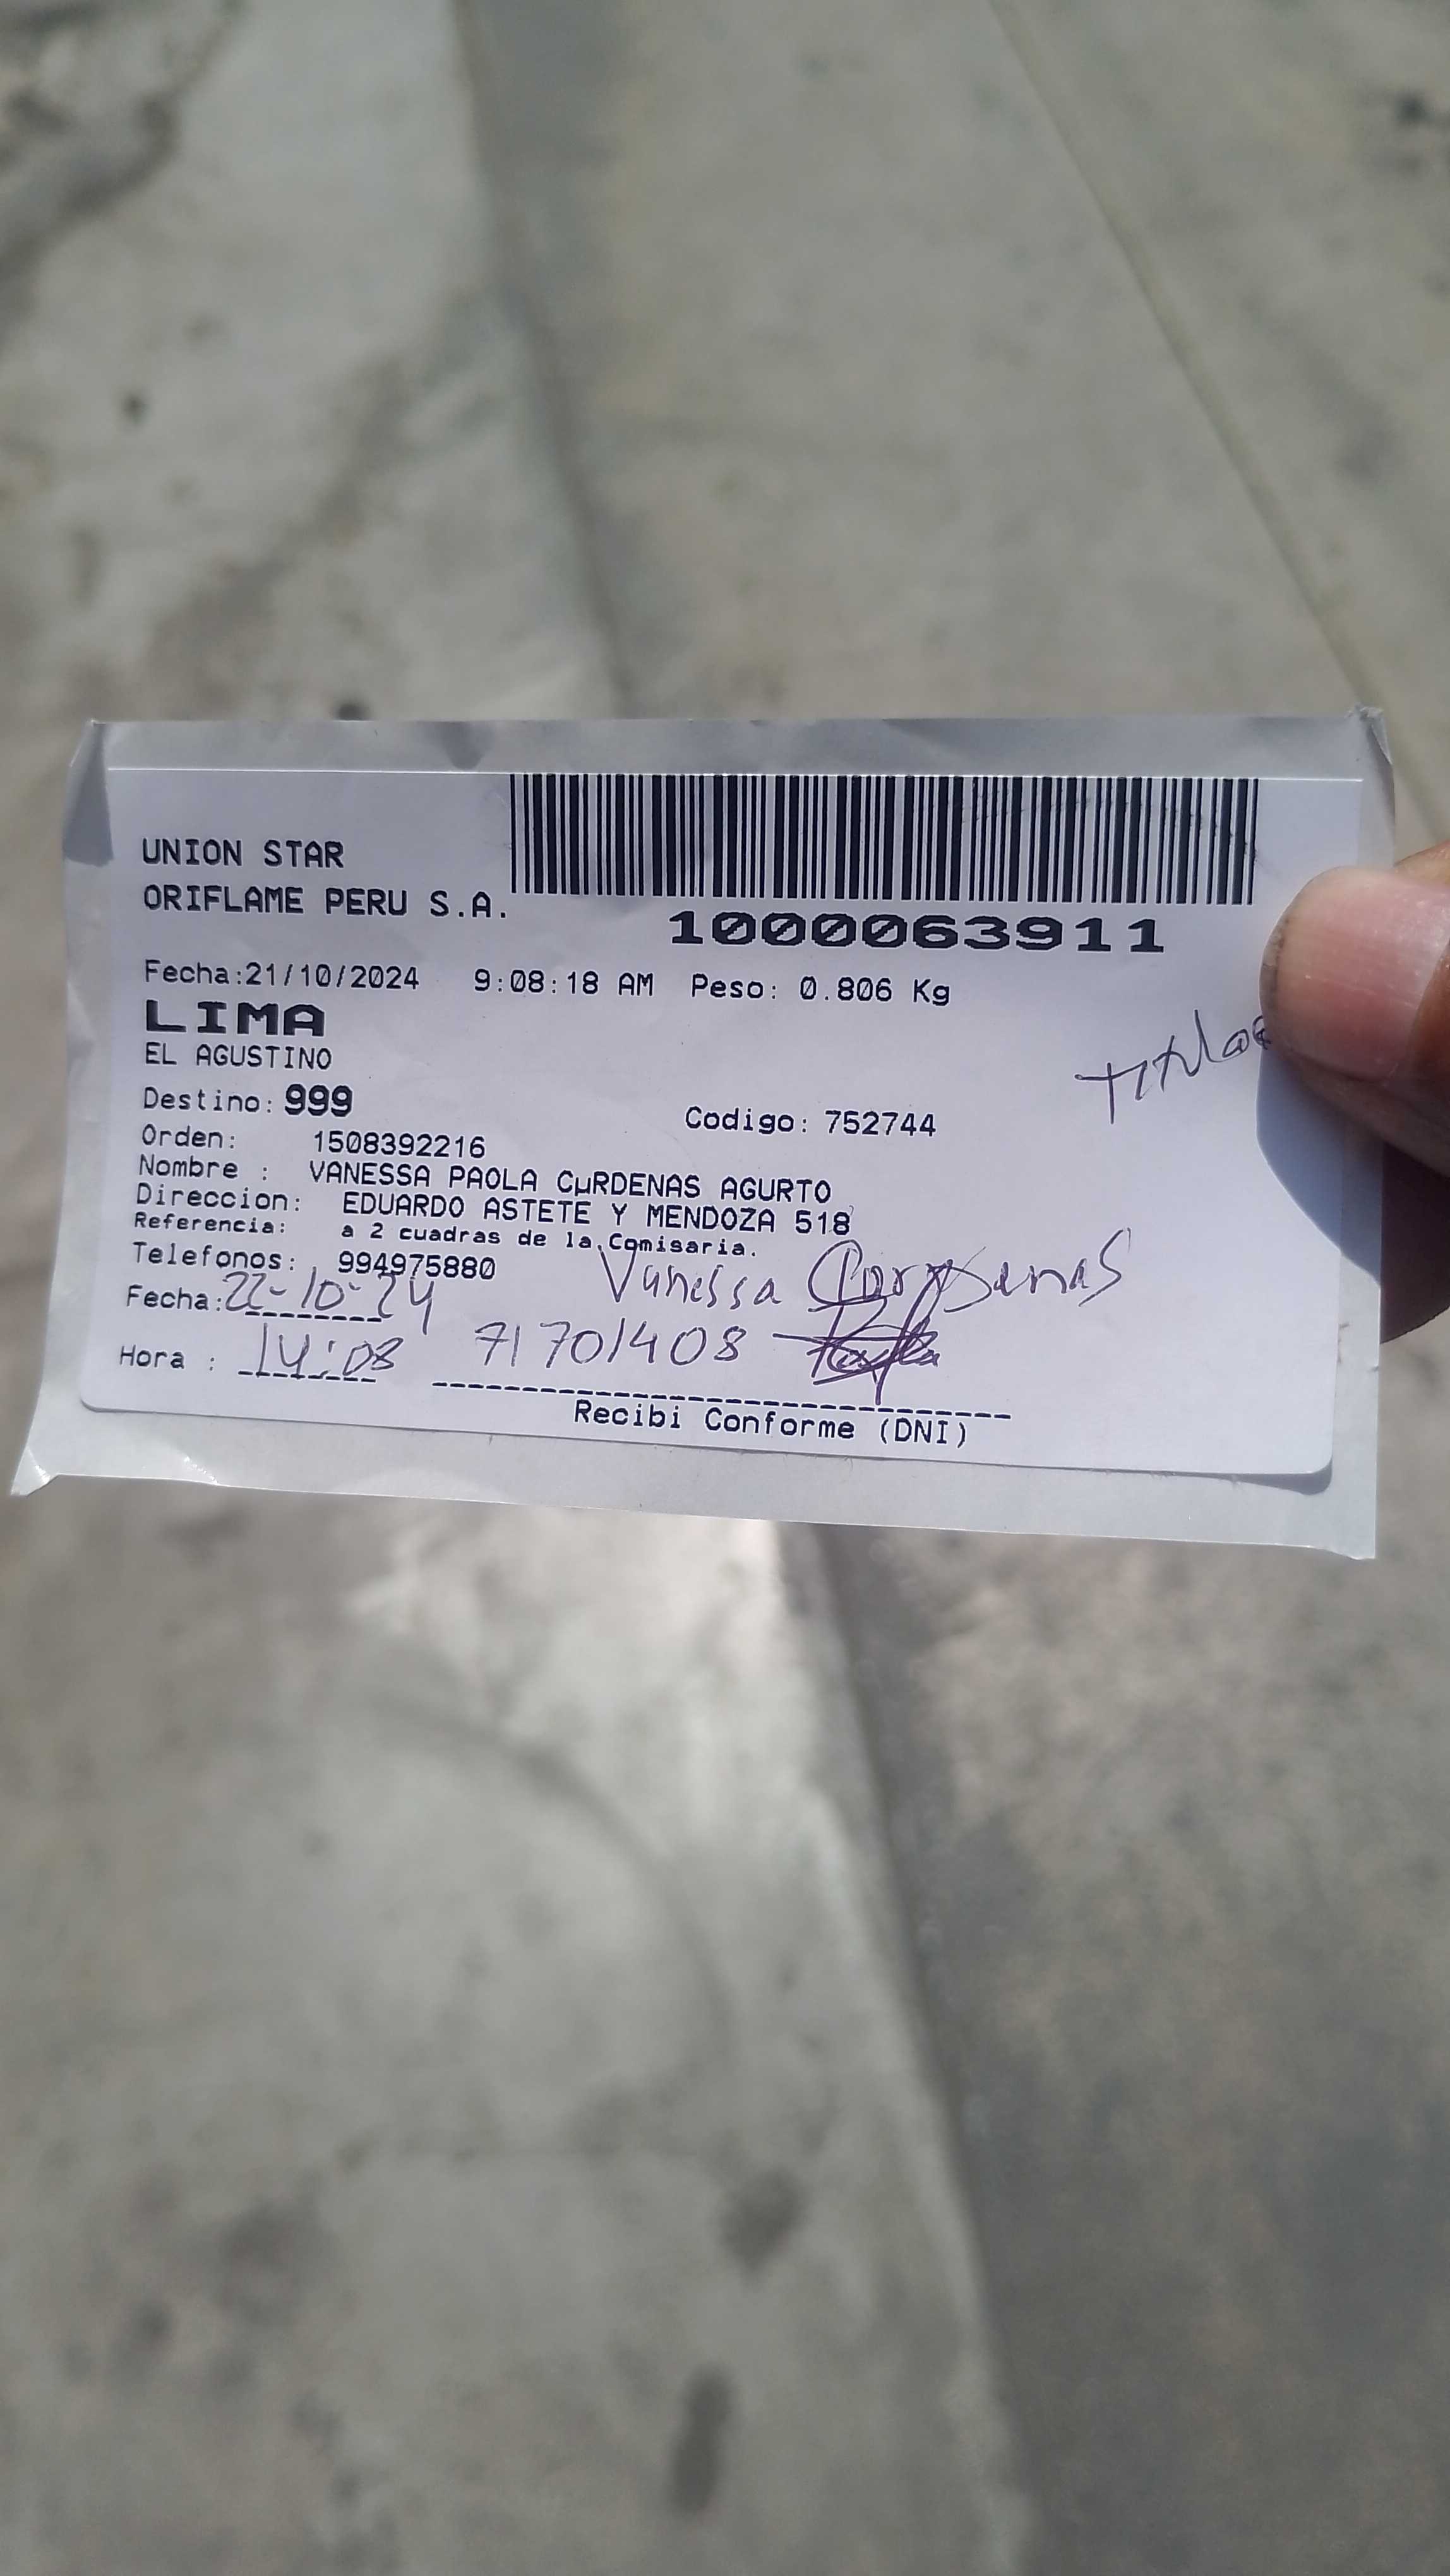 UNION STAR
ORIFLAME PERU S.A.
1000063911
Fecha:21/10/2024 9:08:18 AM Peso: 0.806 Kg
LIMA
EL AGUSTINO
Destino: 999
Codigo: 752744
Orden: 1508392216
Nombre : VANESSA PAOLA CµRDENAS AGURTO
Direccion: EDUARDO ASTETE Y MENDOZA 518
Referencia: a 2 cuadras de la Comisaria.
Telefonos: 994975880
Vanessa Cardenas
Fecha: 22-10-24
Hora : 14:08 71701408
Recibi Conforme (DNI)